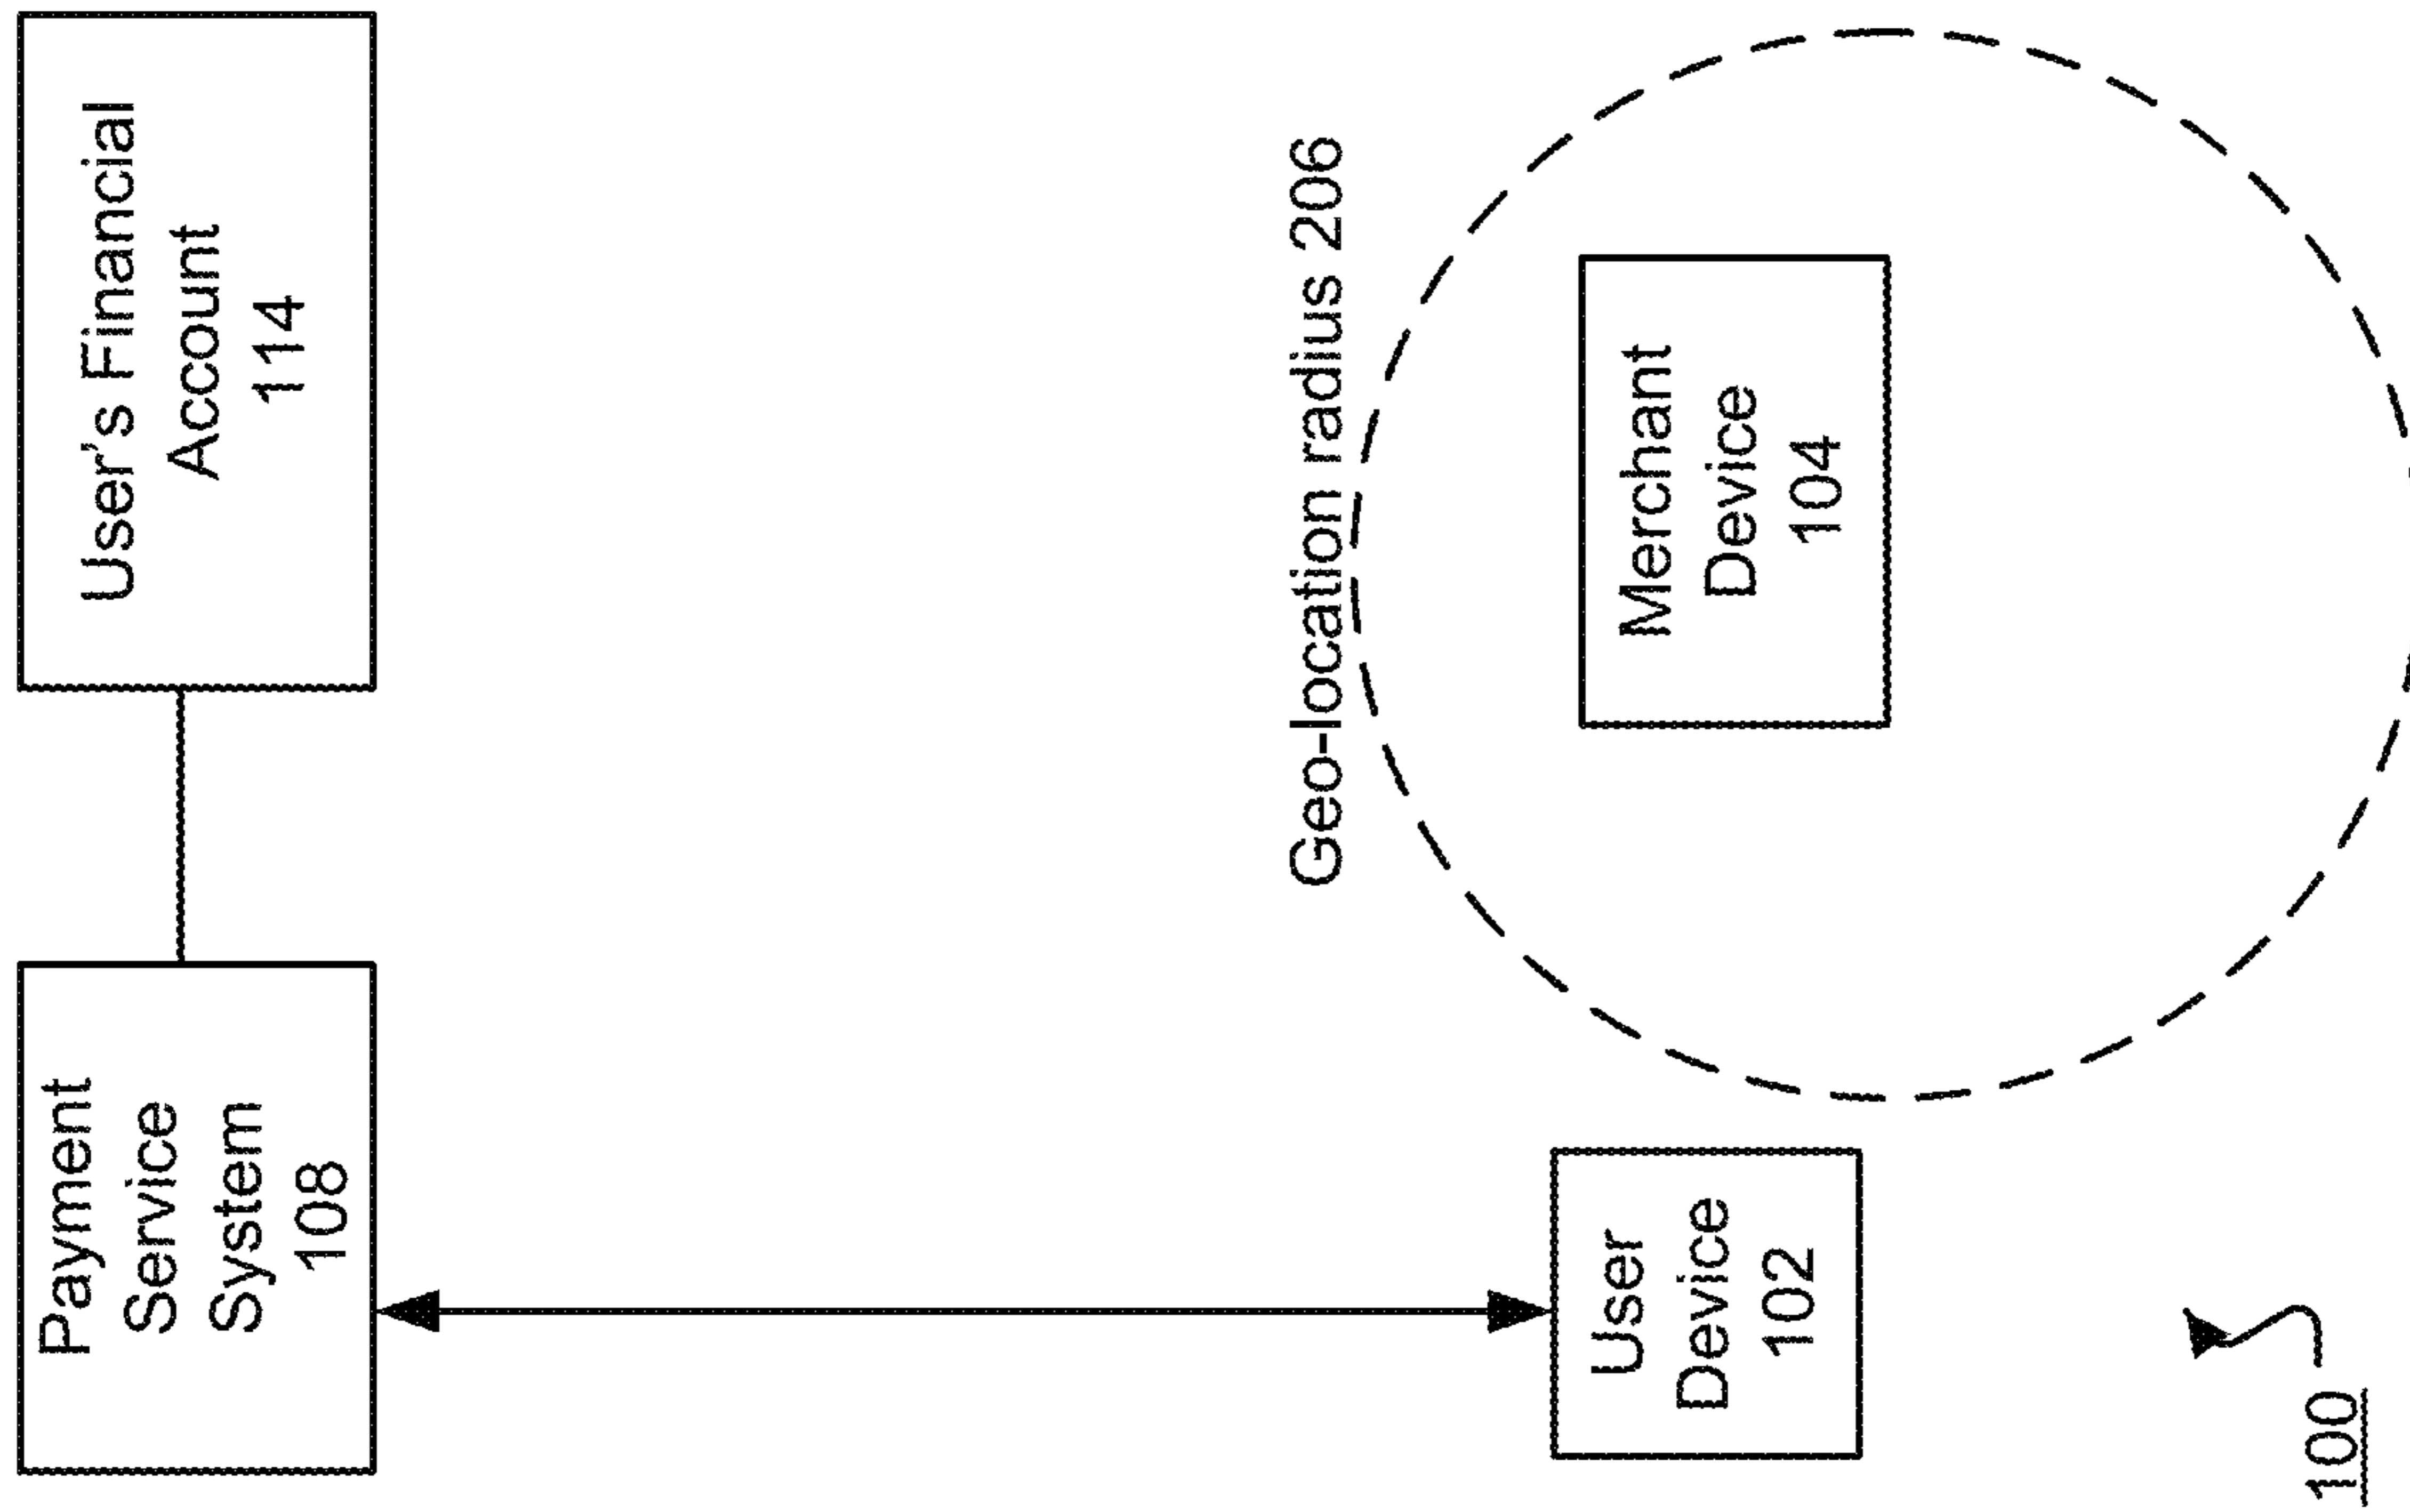 Payment
Service
System
108
User's Financial
Account
114
Geo-location radius 206
User
Device
102
Merchant
Device
104
100